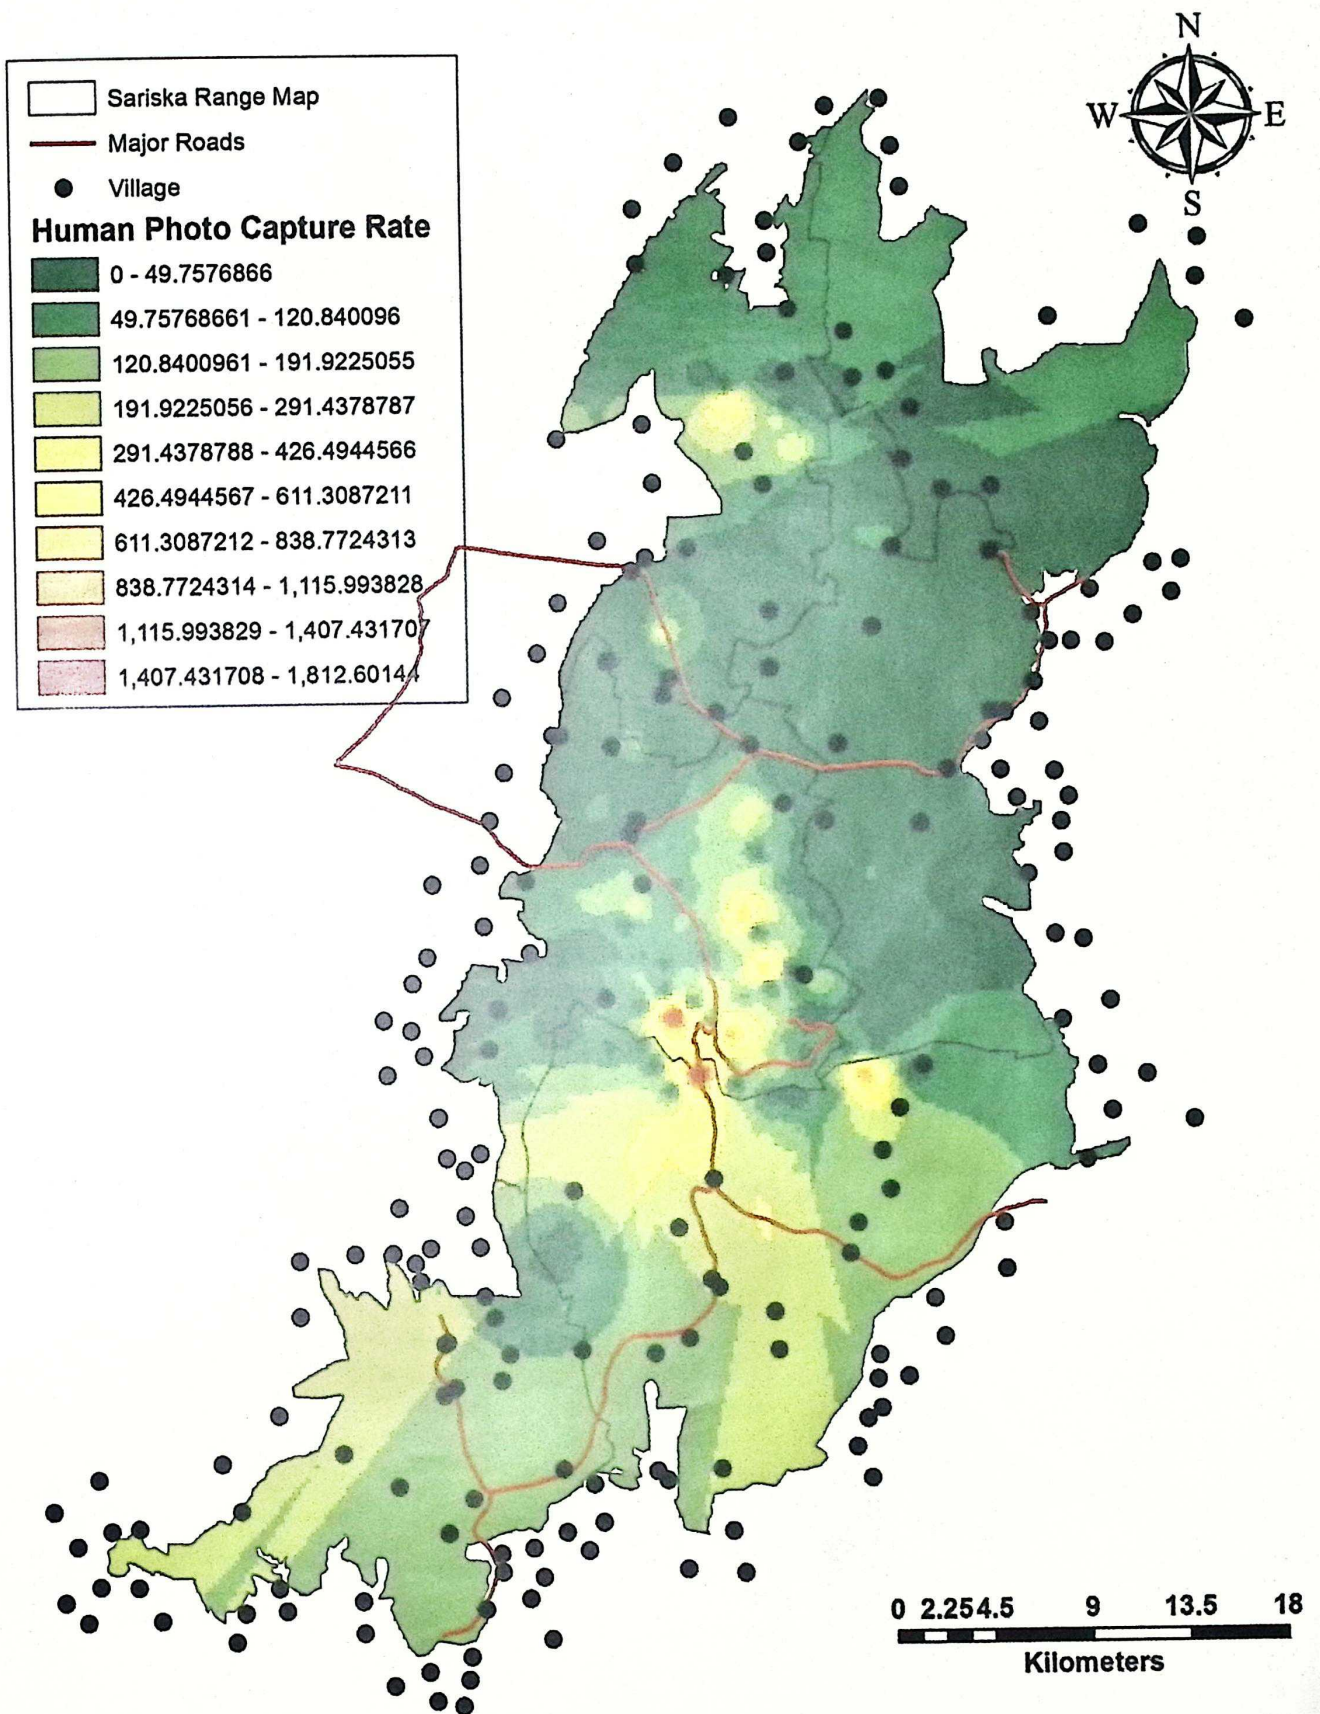 N
W E
S
Sariska Range Map
Major Roads
Village
Human Photo Capture Rate
0 - 49.7576866
49.75768661 - 120.840096
120.8400961 - 191.9225055
191.9225056 - 291.4378787
291.4378788 - 426.4944566
426.4944567 - 611.3087211
611.3087212 - 838.7724313
838.7724314 - 1,115.993828
1,115.993829 - 1,407.431707
1,407.431708 - 1,812.60144
0 2.25 4.5 9 13.5 18
Kilometers